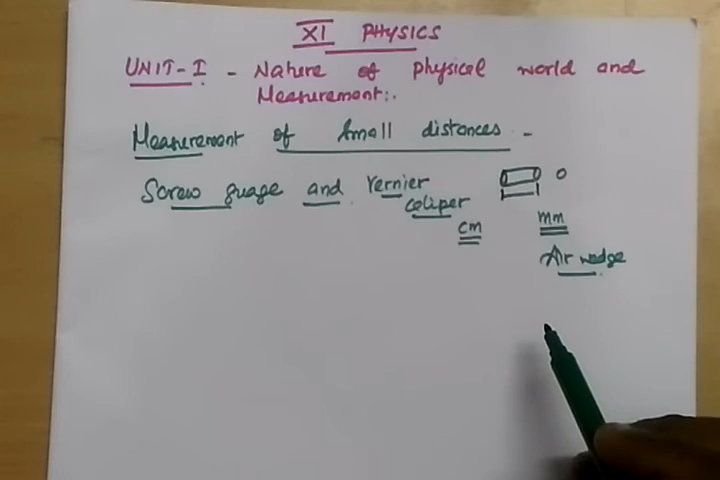 XI PHYSICS
UNIT-I - Nature of physical world and
Measurement:.
Measurement of Small distances -
Screw guage and Vernier
caliper
cm
mm
Air wedge